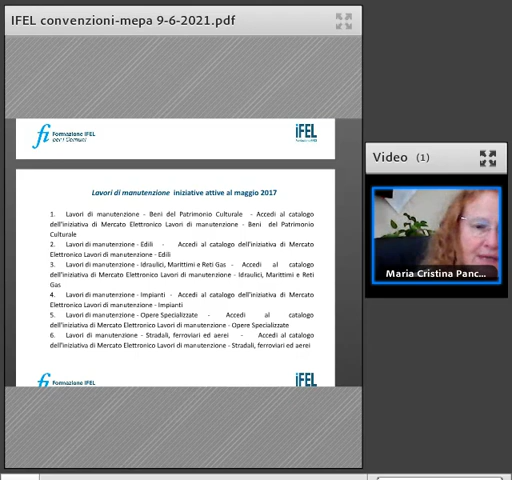 IFEL convenzioni-mepa 9-6-2021.pdf
Formazione IFEL
per i Comuni
iFEL
Lavori di manutenzione iniziative attive al maggio 2017
1. Lavori di manutenzione - Beni del Patrimonio Culturale - Accedi al catalogo
dell'iniziativa di Mercato Elettronico Lavori di manutenzione - Beni del Patrimonio
Culturale
2. Lavori di manutenzione - Edili - Accedi al catalogo dell'iniziativa di Mercato
Elettronico Lavori di manutenzione - Edili
3. Lavori di manutenzione - Idraulici, Marittimi e Reti Gas - Accedi al catalogo
dell'iniziativa di Mercato Elettronico Lavori di manutenzione - Idraulici, Marittimi e Reti
Gas
4. Lavori di manutenzione - Impianti - Accedi al catalogo dell'iniziativa di Mercato
Elettronico Lavori di manutenzione - Impianti
5. Lavori di manutenzione - Opere Specializzate - Accedi al catalogo
dell'iniziativa di Mercato Elettronico Lavori di manutenzione - Opere Specializzate
6. Lavori di manutenzione - Stradali, ferroviari ed aerei - Accedi al catalogo
dell'iniziativa di Mercato Elettronico Lavori di manutenzione - Stradali, ferroviari ed aerei
Formazione IFEL
iFEL
Video (1)
Maria Cristina Panc...